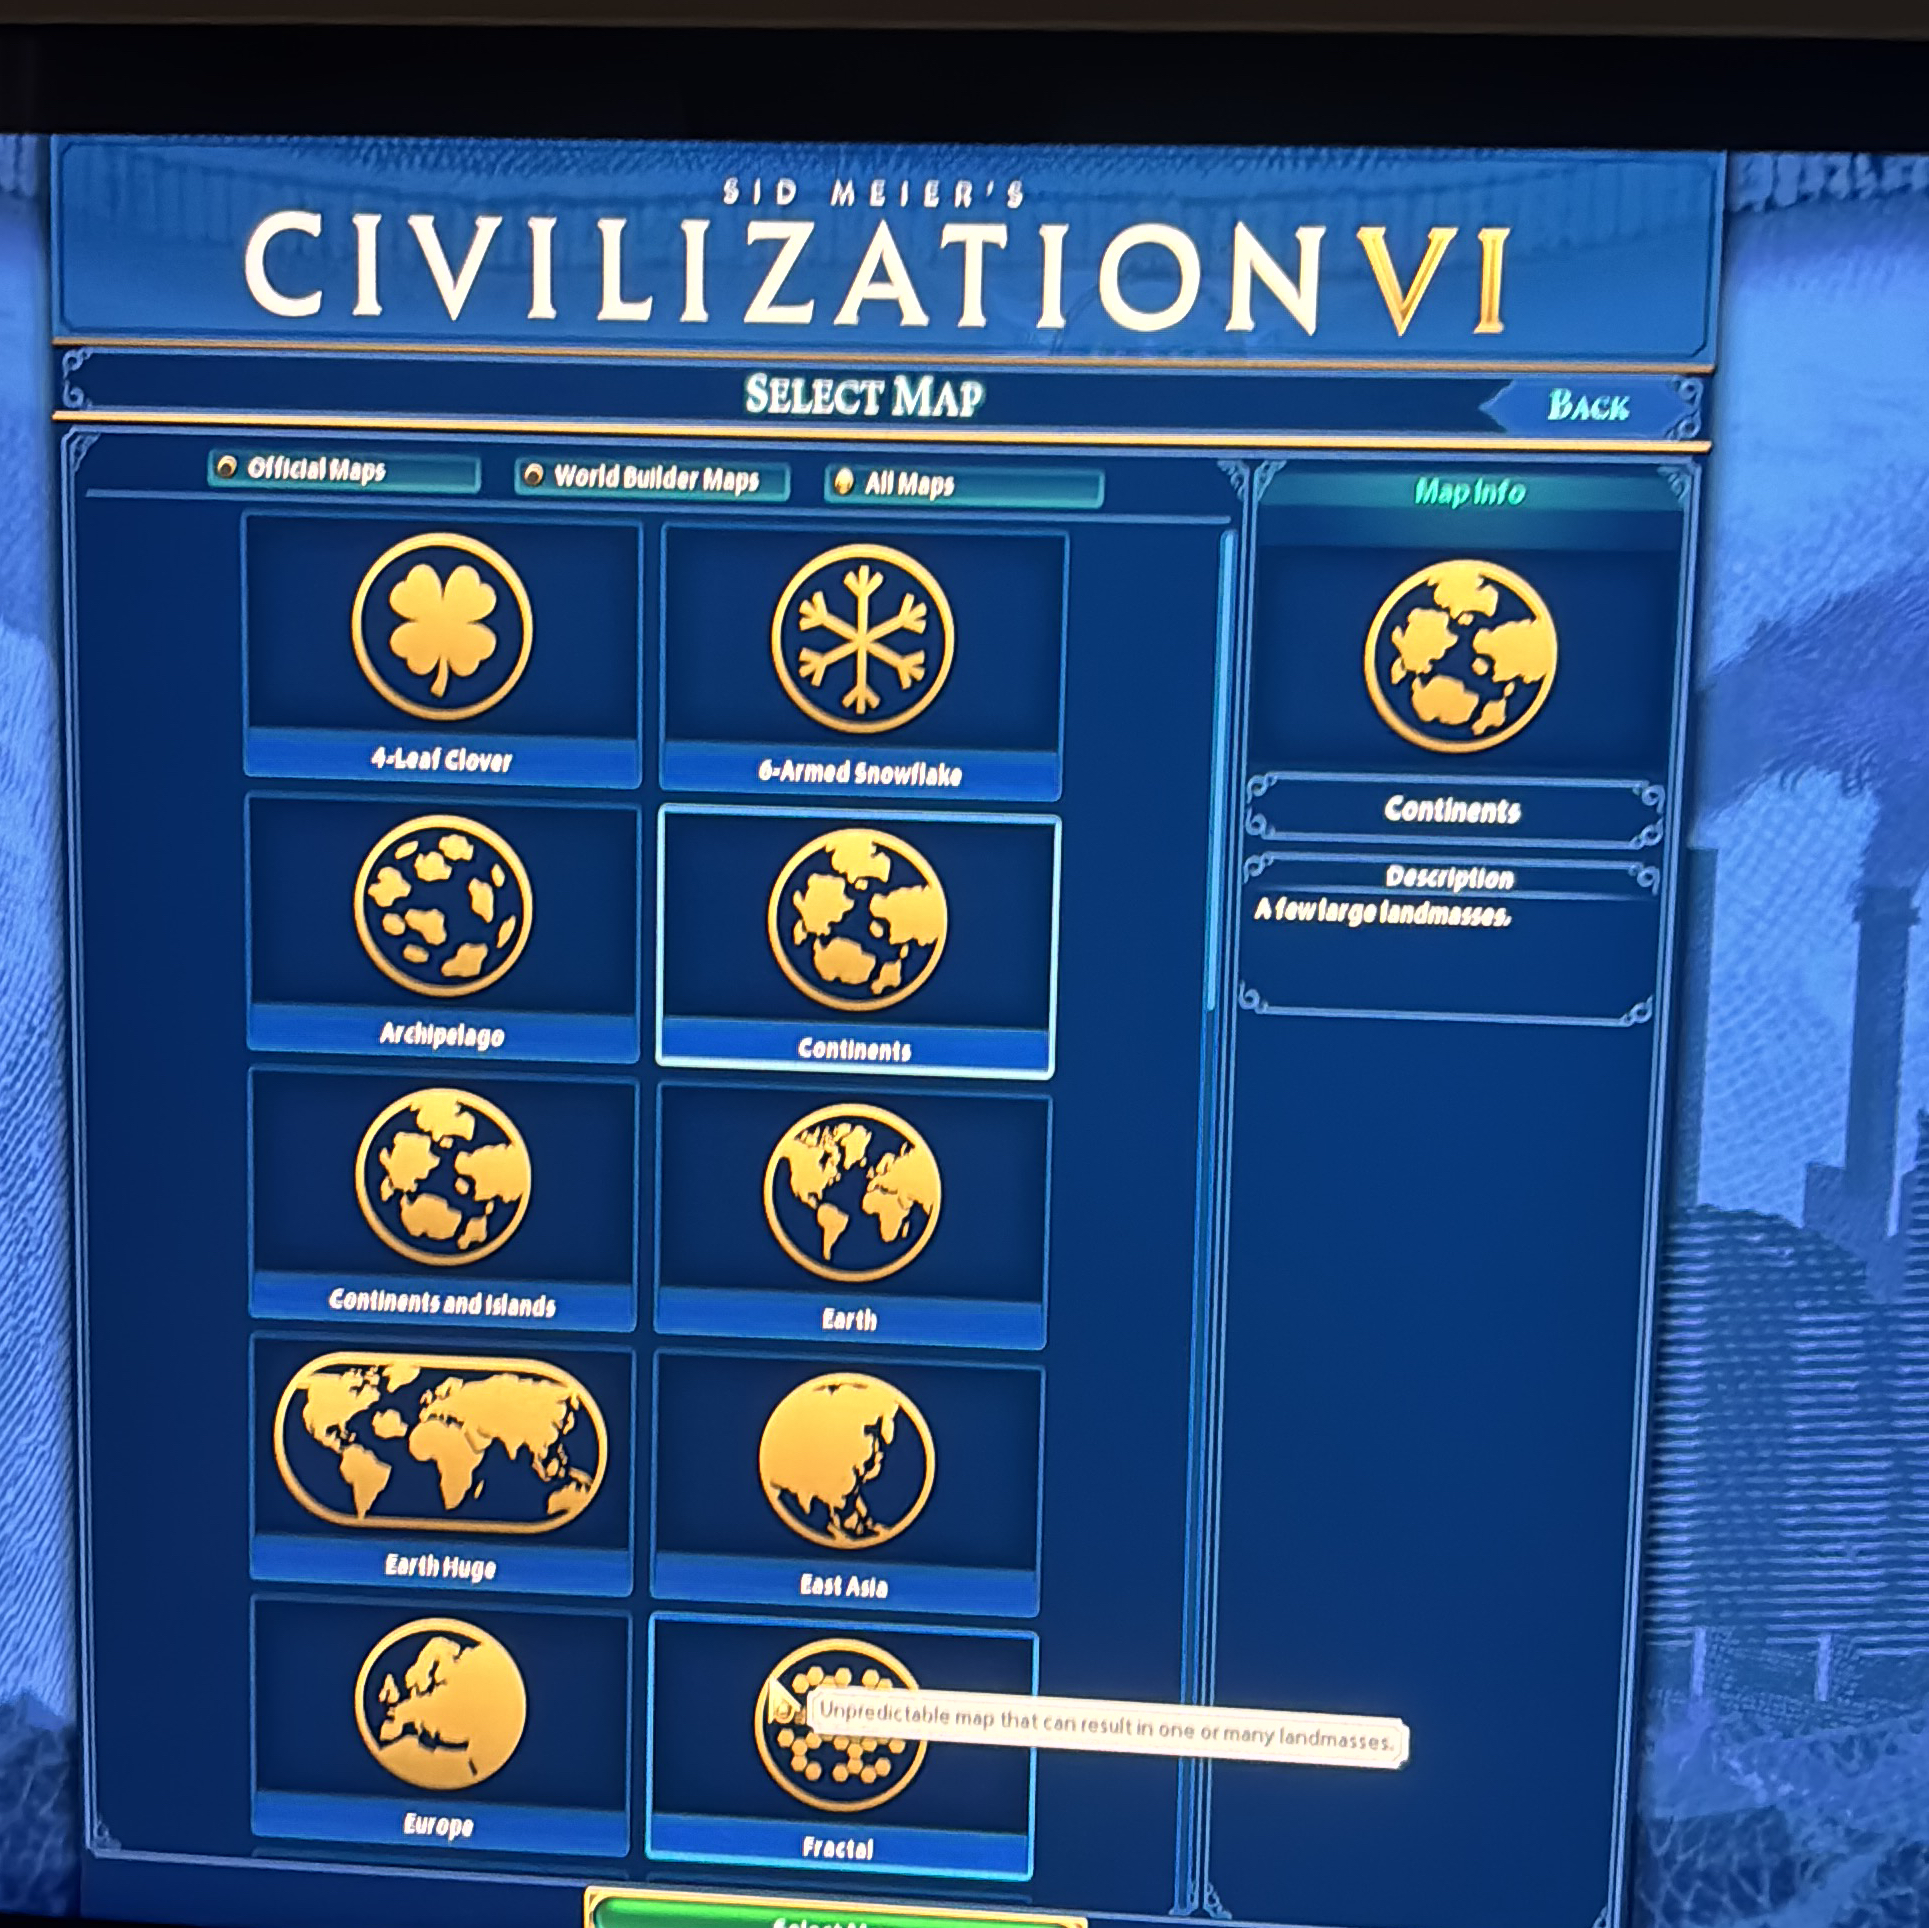 SID MEIER'S
CIVILIZATION VI
SELECT MAP
BACK
Official Maps
World Builder Maps
All Maps
Map Info
4-Leaf Clover
6-Armed Snowflake
Archipelago
Continents
Continents and Islands
Earth
Earth Huge
East Asia
Europe
Fractal
Unpredictable map that can result in one or many landmasses.
Continents
Description
A few large landmasses.
Select